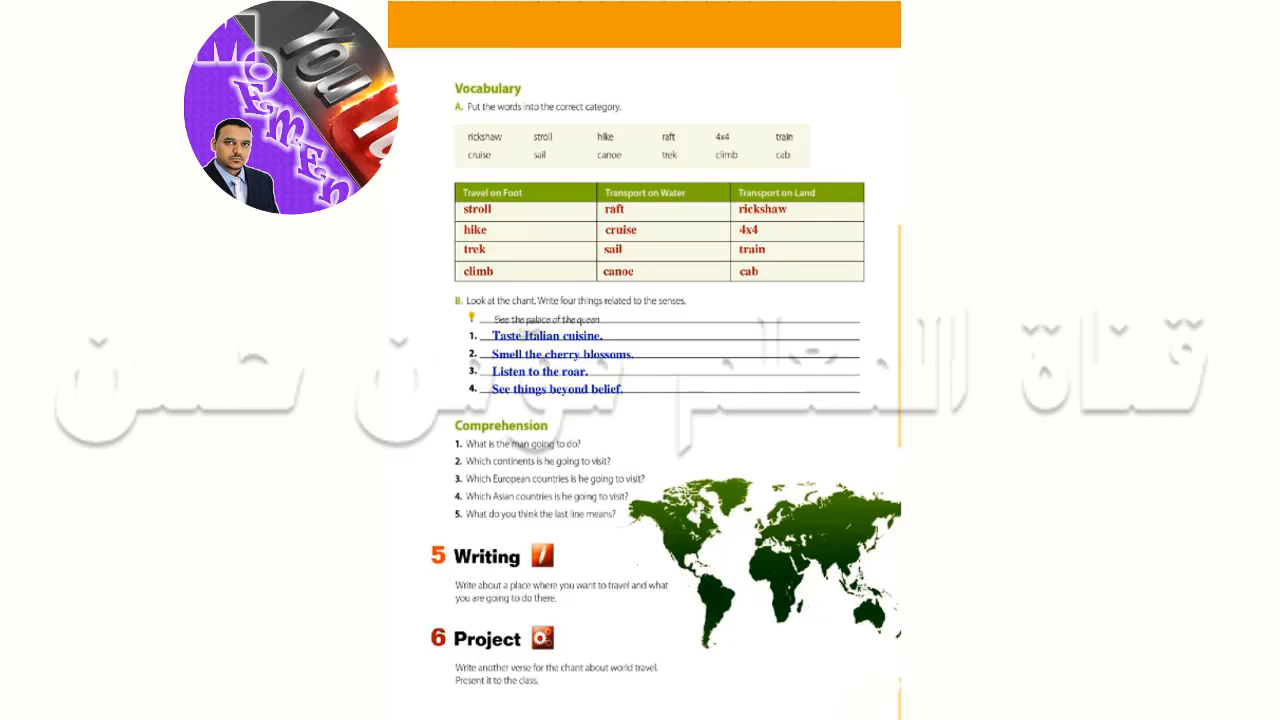 MOEMEN
YOU
Vocabulary
A. Put the words into the correct category.
rickshaw stroll hike raft 4x4 train
cruise sail canoe trek climb cab
Travel on Foot Transport on Water Transport on Land
stroll raft rickshaw
hike cruise 4x4
trek sail train
climb canoe cab
B. Look at the chant. Write four things related to the senses.
See the palace of the queen.
1. Taste Italian cuisine.
2. Smell the cherry blossoms.
3. Listen to the roar.
4. See things beyond belief.
قناة المعلم مؤمن حسن
Comprehension
1. What is the man going to do?
2. Which continents is he going to visit?
3. Which European countries is he going to visit?
4. Which Asian countries is he going to visit?
5. What do you think the last line means?
5 Writing
Write about a place where you want to travel and what
you are going to do there.
6 Project
Write another verse for the chant about world travel.
Present it to the class.